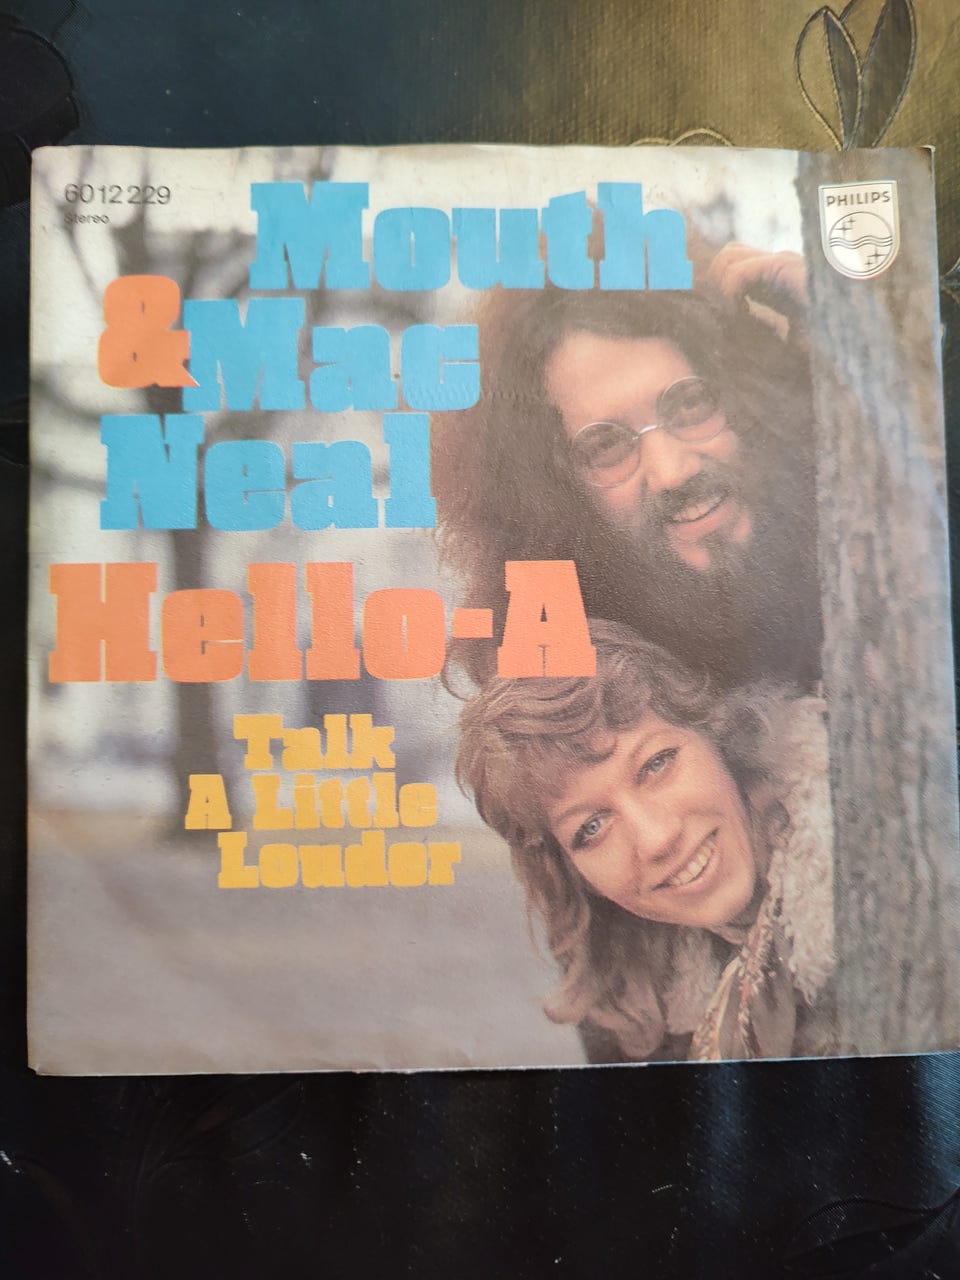 6012 229
Stereo
PHILIPS
Mouth
& Mac
Neal
Hello-A
Talk
A Little
Louder